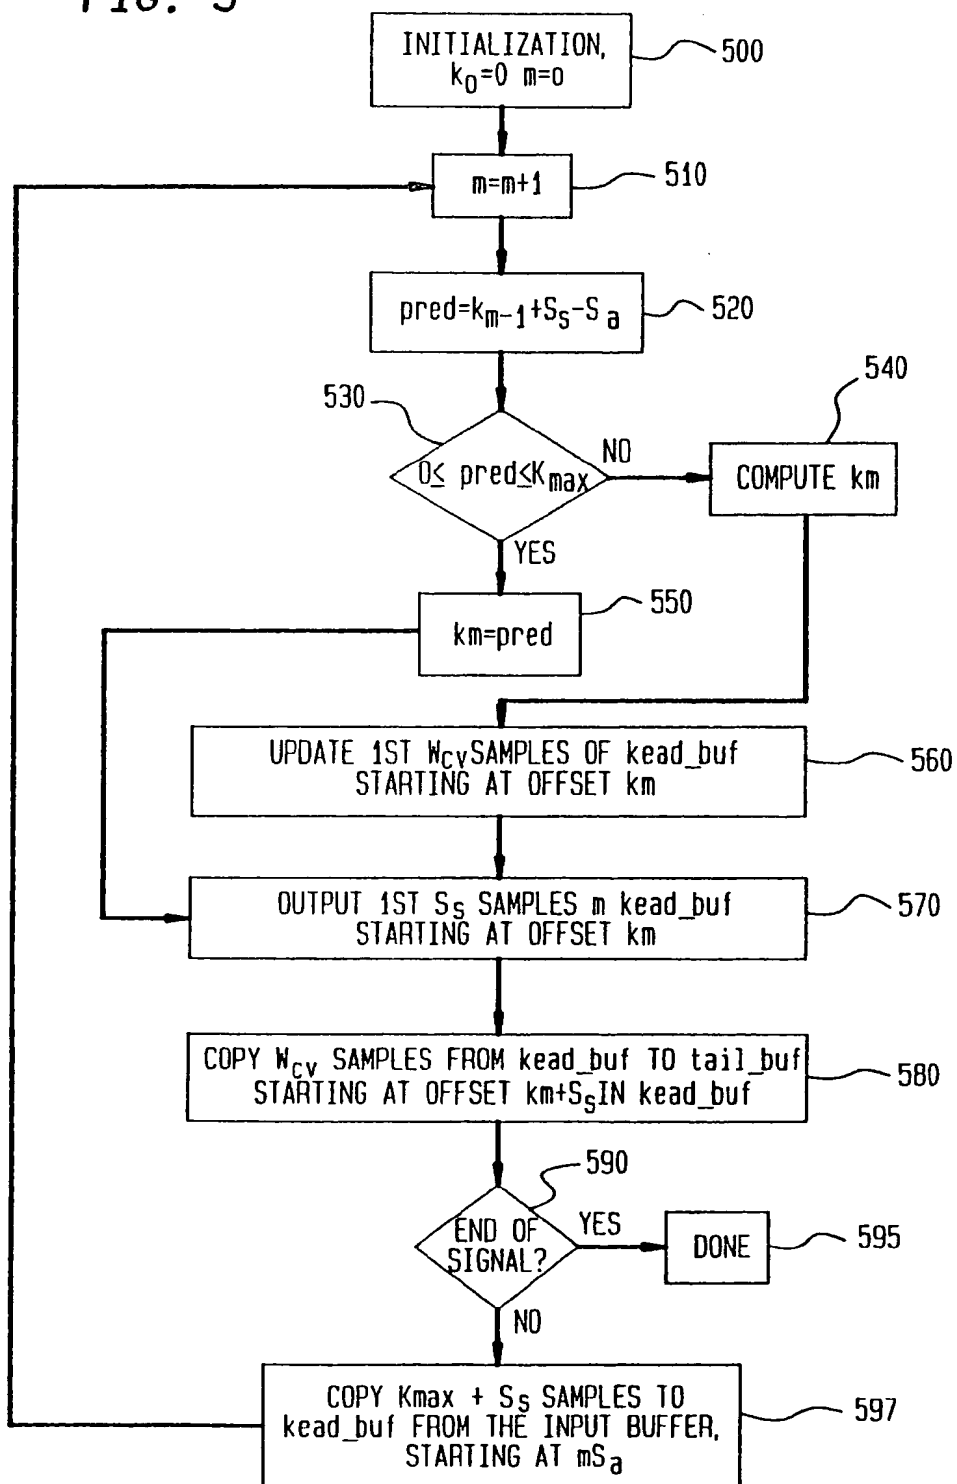 FIG. 5
INITIALIZATION,
k₀=0 m=o
500
m=m+1
510
pred=kₘ₋₁+Sₛ-Sₐ
520
530
0≤ pred≤Kmax
NO
540
COMPUTE km
YES
550
km=pred
UPDATE 1ST WCV SAMPLES OF kead_buf
STARTING AT OFFSET km
560
OUTPUT 1ST Sₛ SAMPLES m kead_buf
STARTING AT OFFSET km
570
COPY WCV SAMPLES FROM kead_buf TO tail_buf
STARTING AT OFFSET km+SₛIN kead_buf
580
590
END OF
SIGNAL?
YES
DONE
595
NO
COPY Kmax + Sₛ SAMPLES TO
kead_buf FROM THE INPUT BUFFER,
STARTING AT mSₐ
597